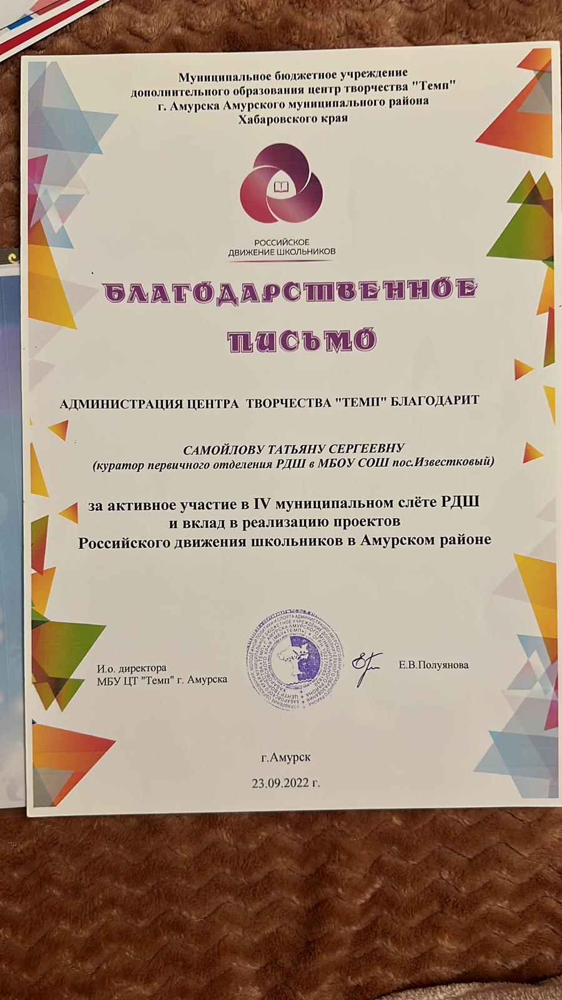 Муниципальное бюджетное учреждение
дополнительного образования центр творчества "Темп"
г. Амурска Амурского муниципального района
Хабаровского края
РОССИЙСКОЕ
ДВИЖЕНИЕ ШКОЛЬНИКОВ
БЛАГОДАРСТВЕННОЕ
ПИСЬМО
АДМИНИСТРАЦИЯ ЦЕНТРА ТВОРЧЕСТВА "ТЕМП" БЛАГОДАРИТ
САМОЙЛОВУ ТАТЬЯНУ СЕРГЕЕВНУ
(куратор первичного отделения РДШ в МБОУ СОШ пос.Известковый)
за активное участие в IV муниципальном слёте РДШ
и вклад в реализацию проектов
Российского движения школьников в Амурском районе
И.о. директора
МБУ ЦТ "Темп" г. Амурска
Е.В.Полуянова
г.Амурск
23.09.2022 г.